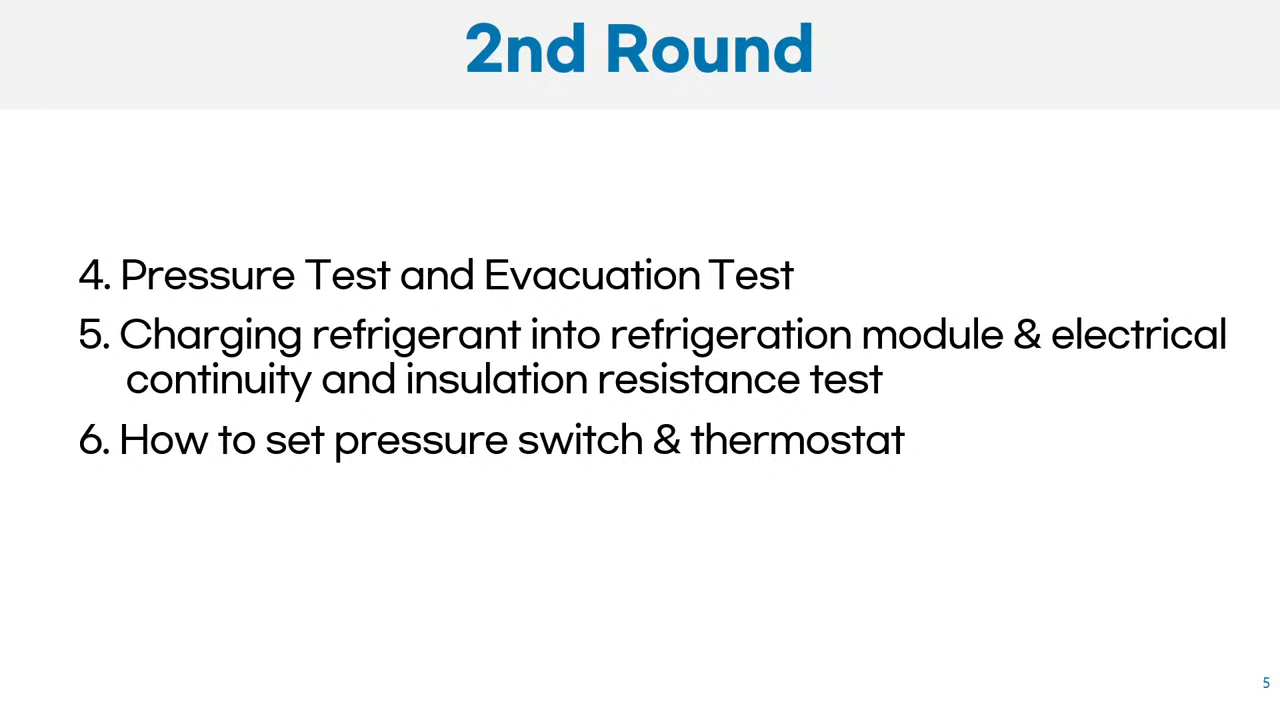 2nd Round
4. Pressure Test and Evacuation Test
5. Charging refrigerant into refrigeration module & electrical
continuity and insulation resistance test
6. How to set pressure switch & thermostat
5